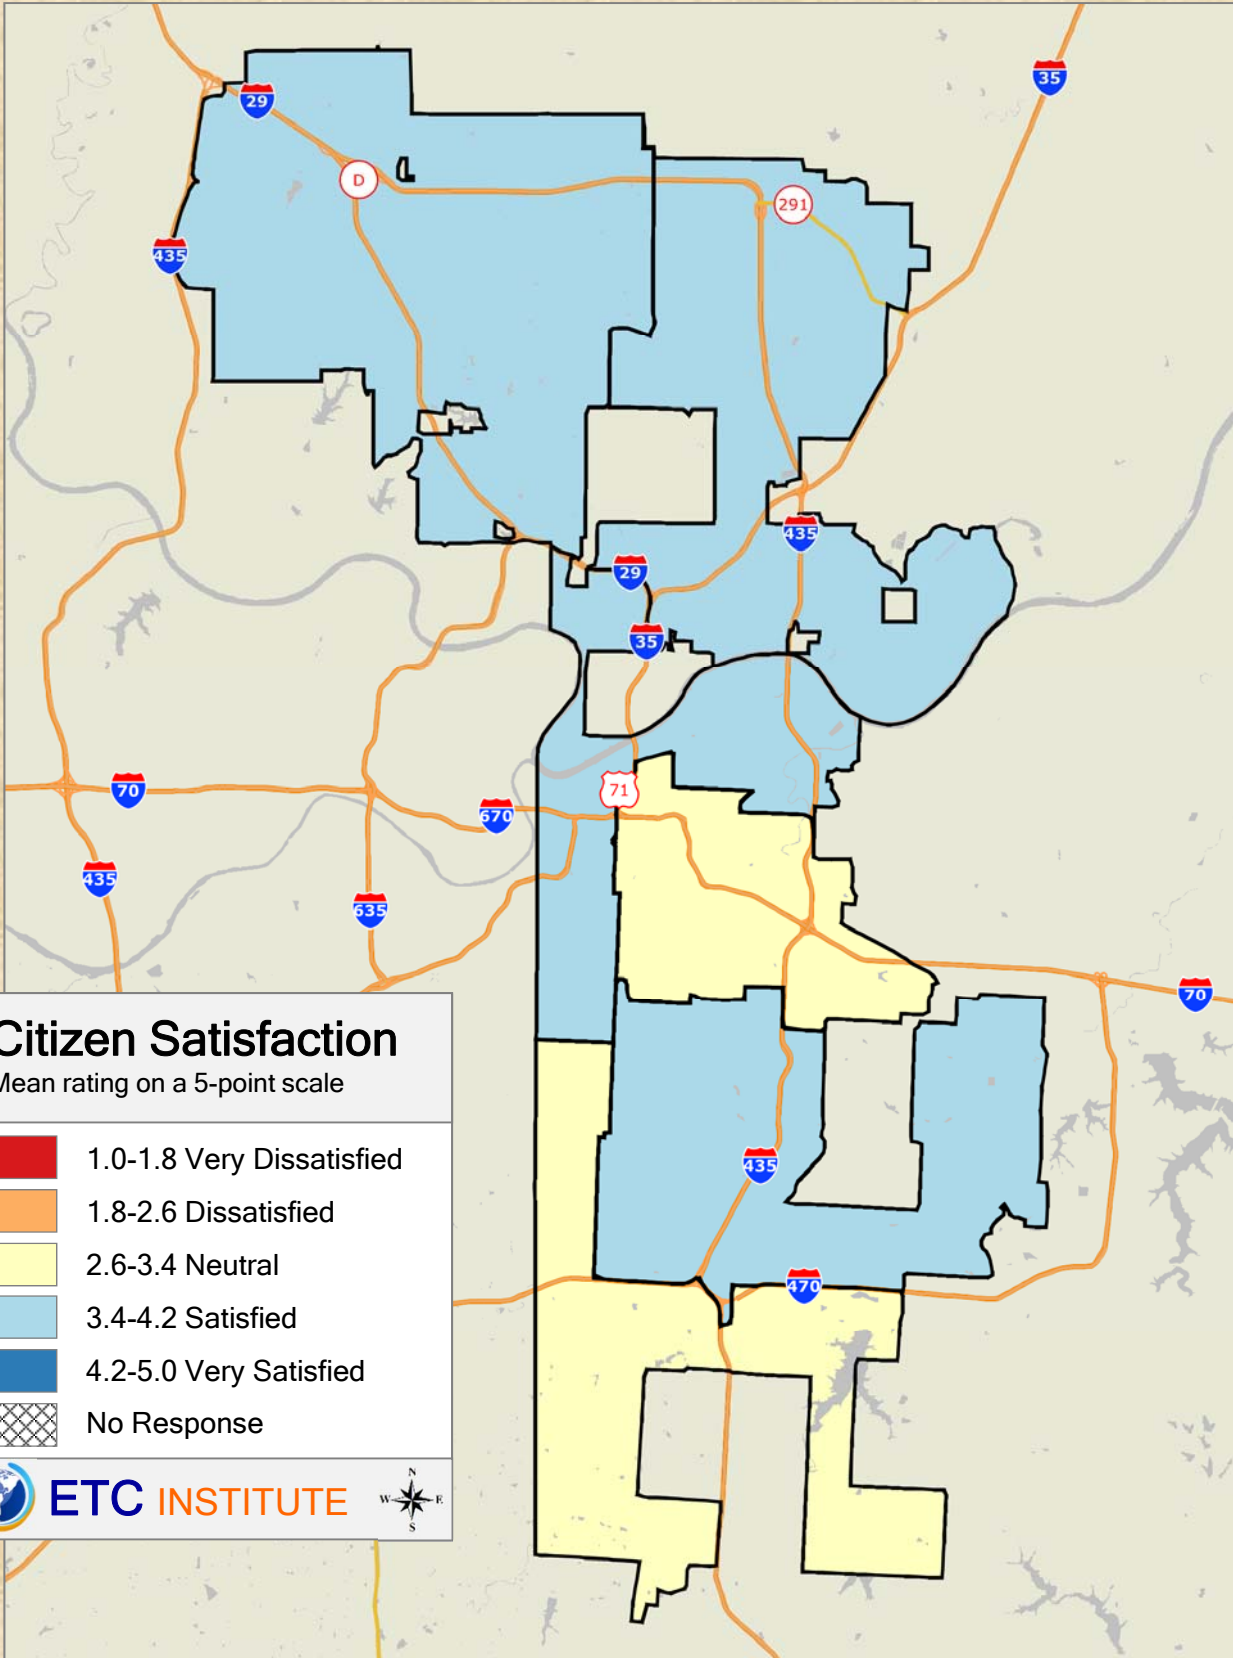 35
29
D
291
435
435
29
35
70
71
670
435
635
70
435
470
Citizen Satisfaction
Mean rating on a 5-point scale
1.0-1.8 Very Dissatisfied
1.8-2.6 Dissatisfied
2.6-3.4 Neutral
3.4-4.2 Satisfied
4.2-5.0 Very Satisfied
No Response
ETC INSTITUTE
N
W E
S